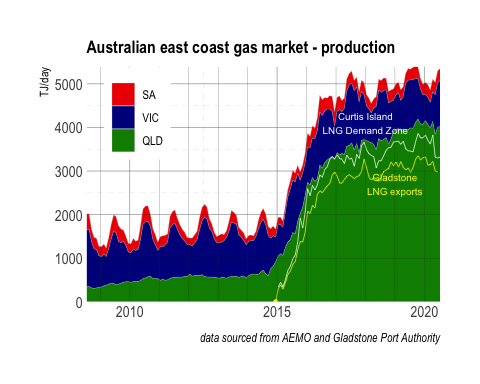 Australian east coast gas market - production
TJ/day
5000
4000
3000
2000
1000
0
SA
VIC
QLD
Curtis Island
LNG Demand Zone
Gladstone
LNG exports
2010
2015
2020
data sourced from AEMO and Gladstone Port Authority